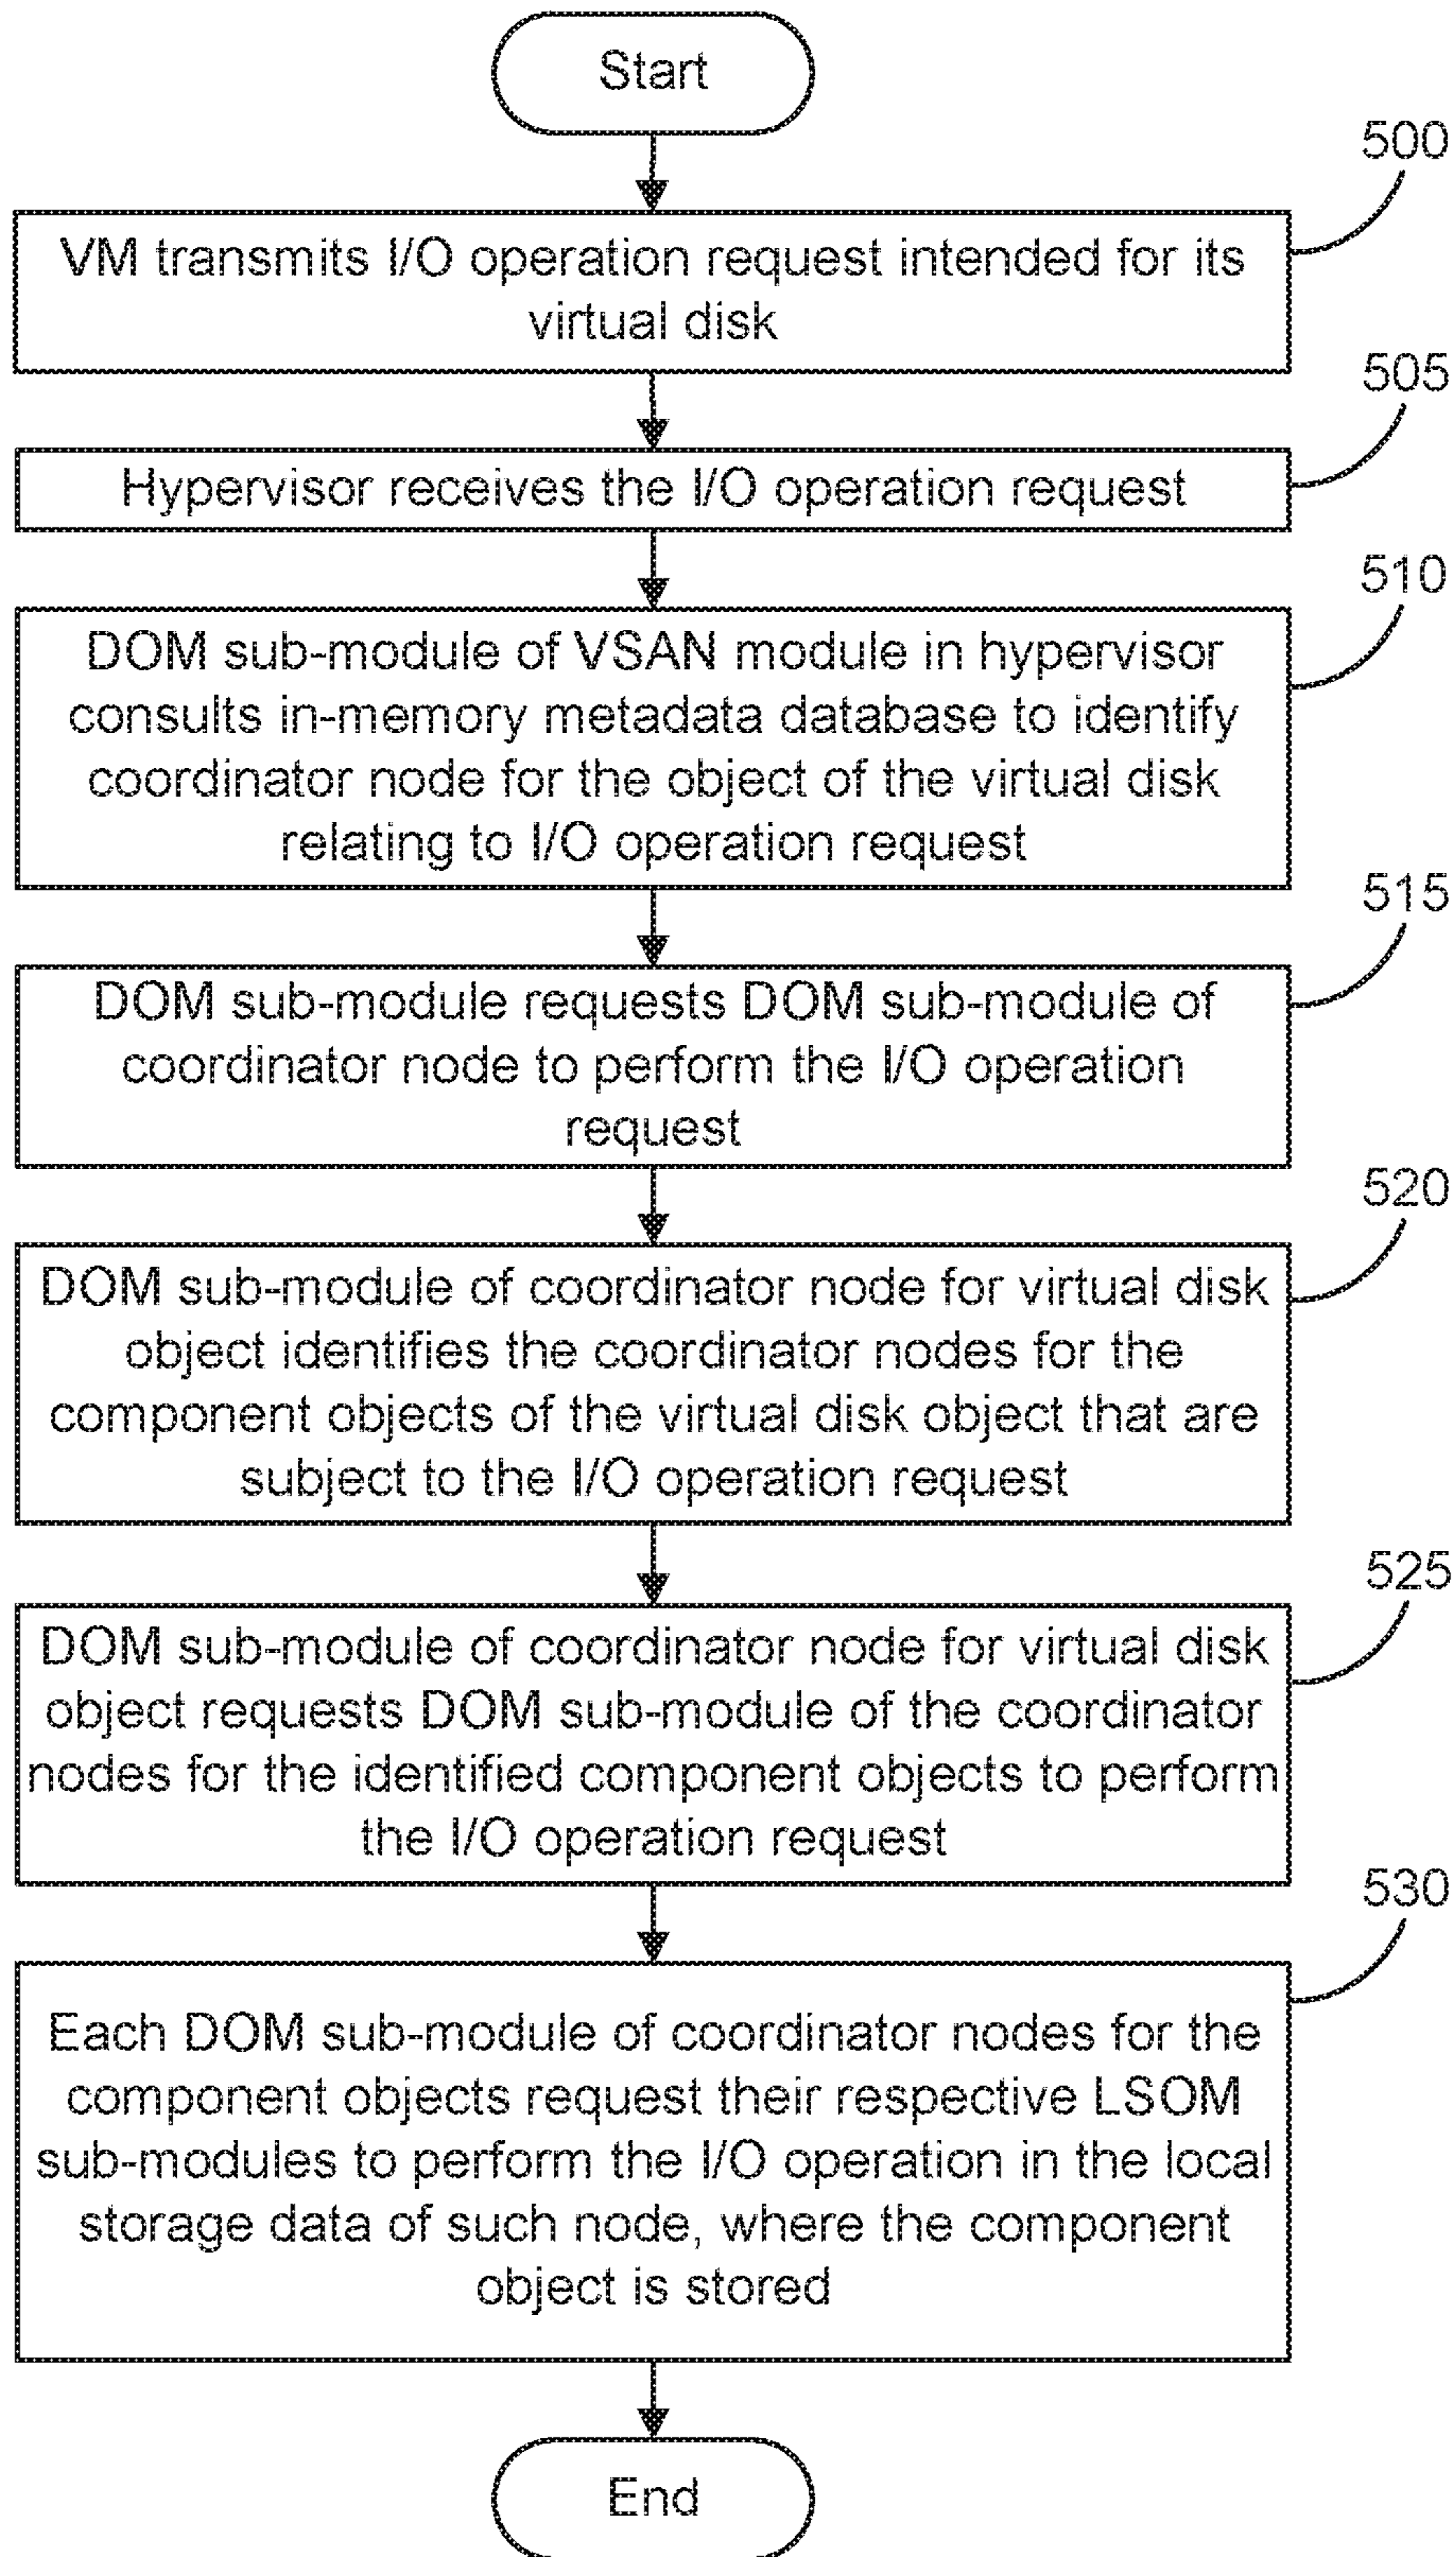 Start
500
VM transmits I/O operation request intended for its
virtual disk
505
Hypervisor receives the I/O operation request
510
DOM sub-module of VSAN module in hypervisor
consults in-memory metadata database to identify
coordinator node for the object of the virtual disk
relating to I/O operation request
515
DOM sub-module requests DOM sub-module of
coordinator node to perform the I/O operation
request
520
DOM sub-module of coordinator node for virtual disk
object identifies the coordinator nodes for the
component objects of the virtual disk object that are
subject to the I/O operation request
525
DOM sub-module of coordinator node for virtual disk
object requests DOM sub-module of the coordinator
nodes for the identified component objects to perform
the I/O operation request
530
Each DOM sub-module of coordinator nodes for the
component objects request their respective LSOM
sub-modules to perform the I/O operation in the local
storage data of such node, where the component
object is stored
End